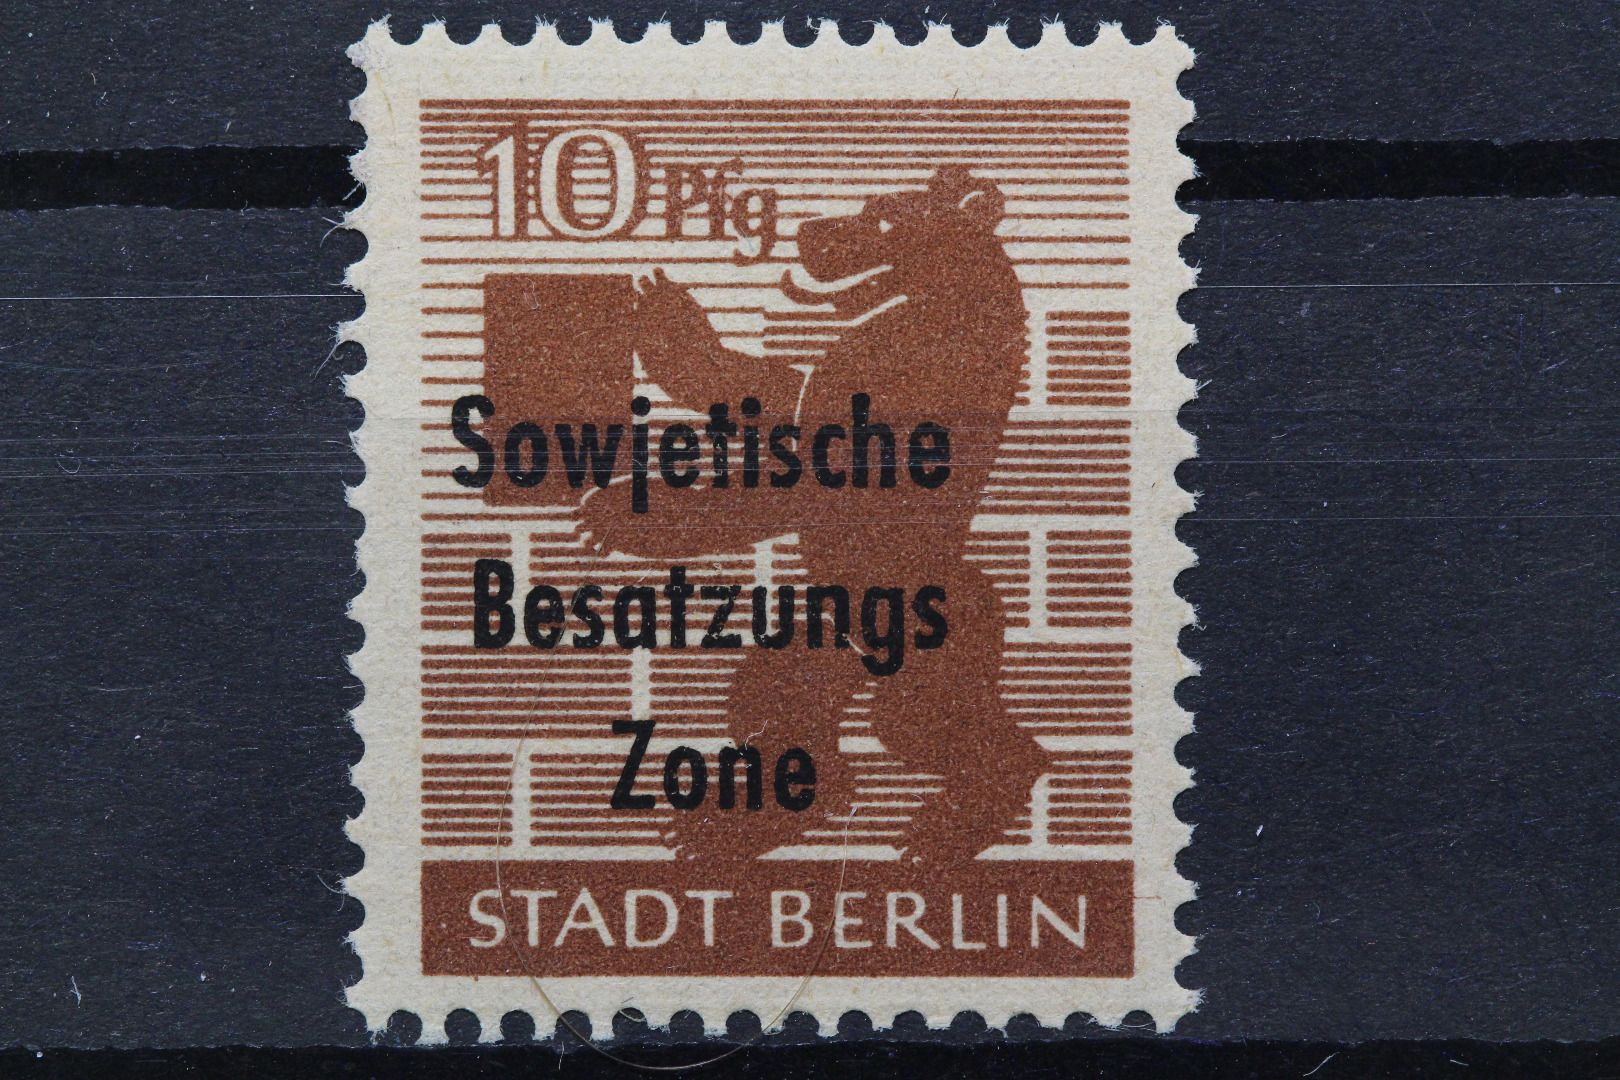 10 Pfg
Sowjetische
Besatzungs
Zone
STADT BERLIN